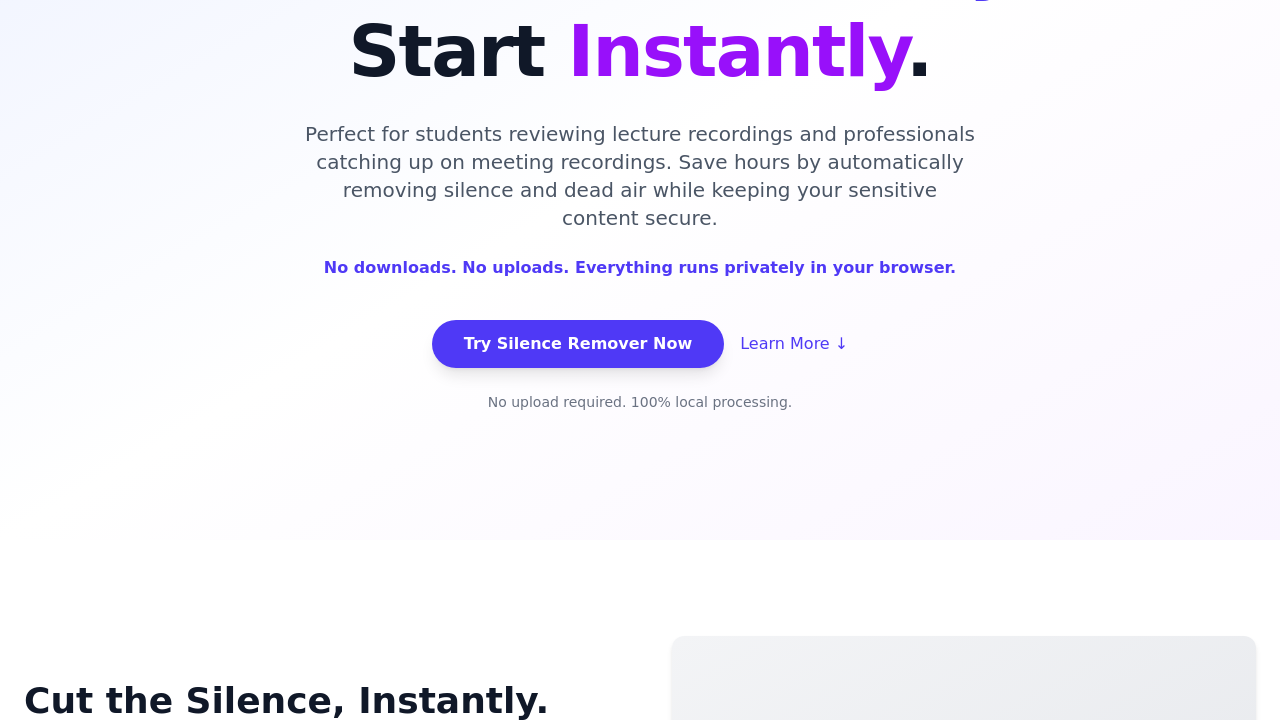 Start Instantly.
Perfect for students reviewing lecture recordings and professionals
catching up on meeting recordings. Save hours by automatically
removing silence and dead air while keeping your sensitive
content secure.
No downloads. No uploads. Everything runs privately in your browser.
Try Silence Remover Now
Learn More ↓
No upload required. 100% local processing.
Cut the Silence, Instantly.